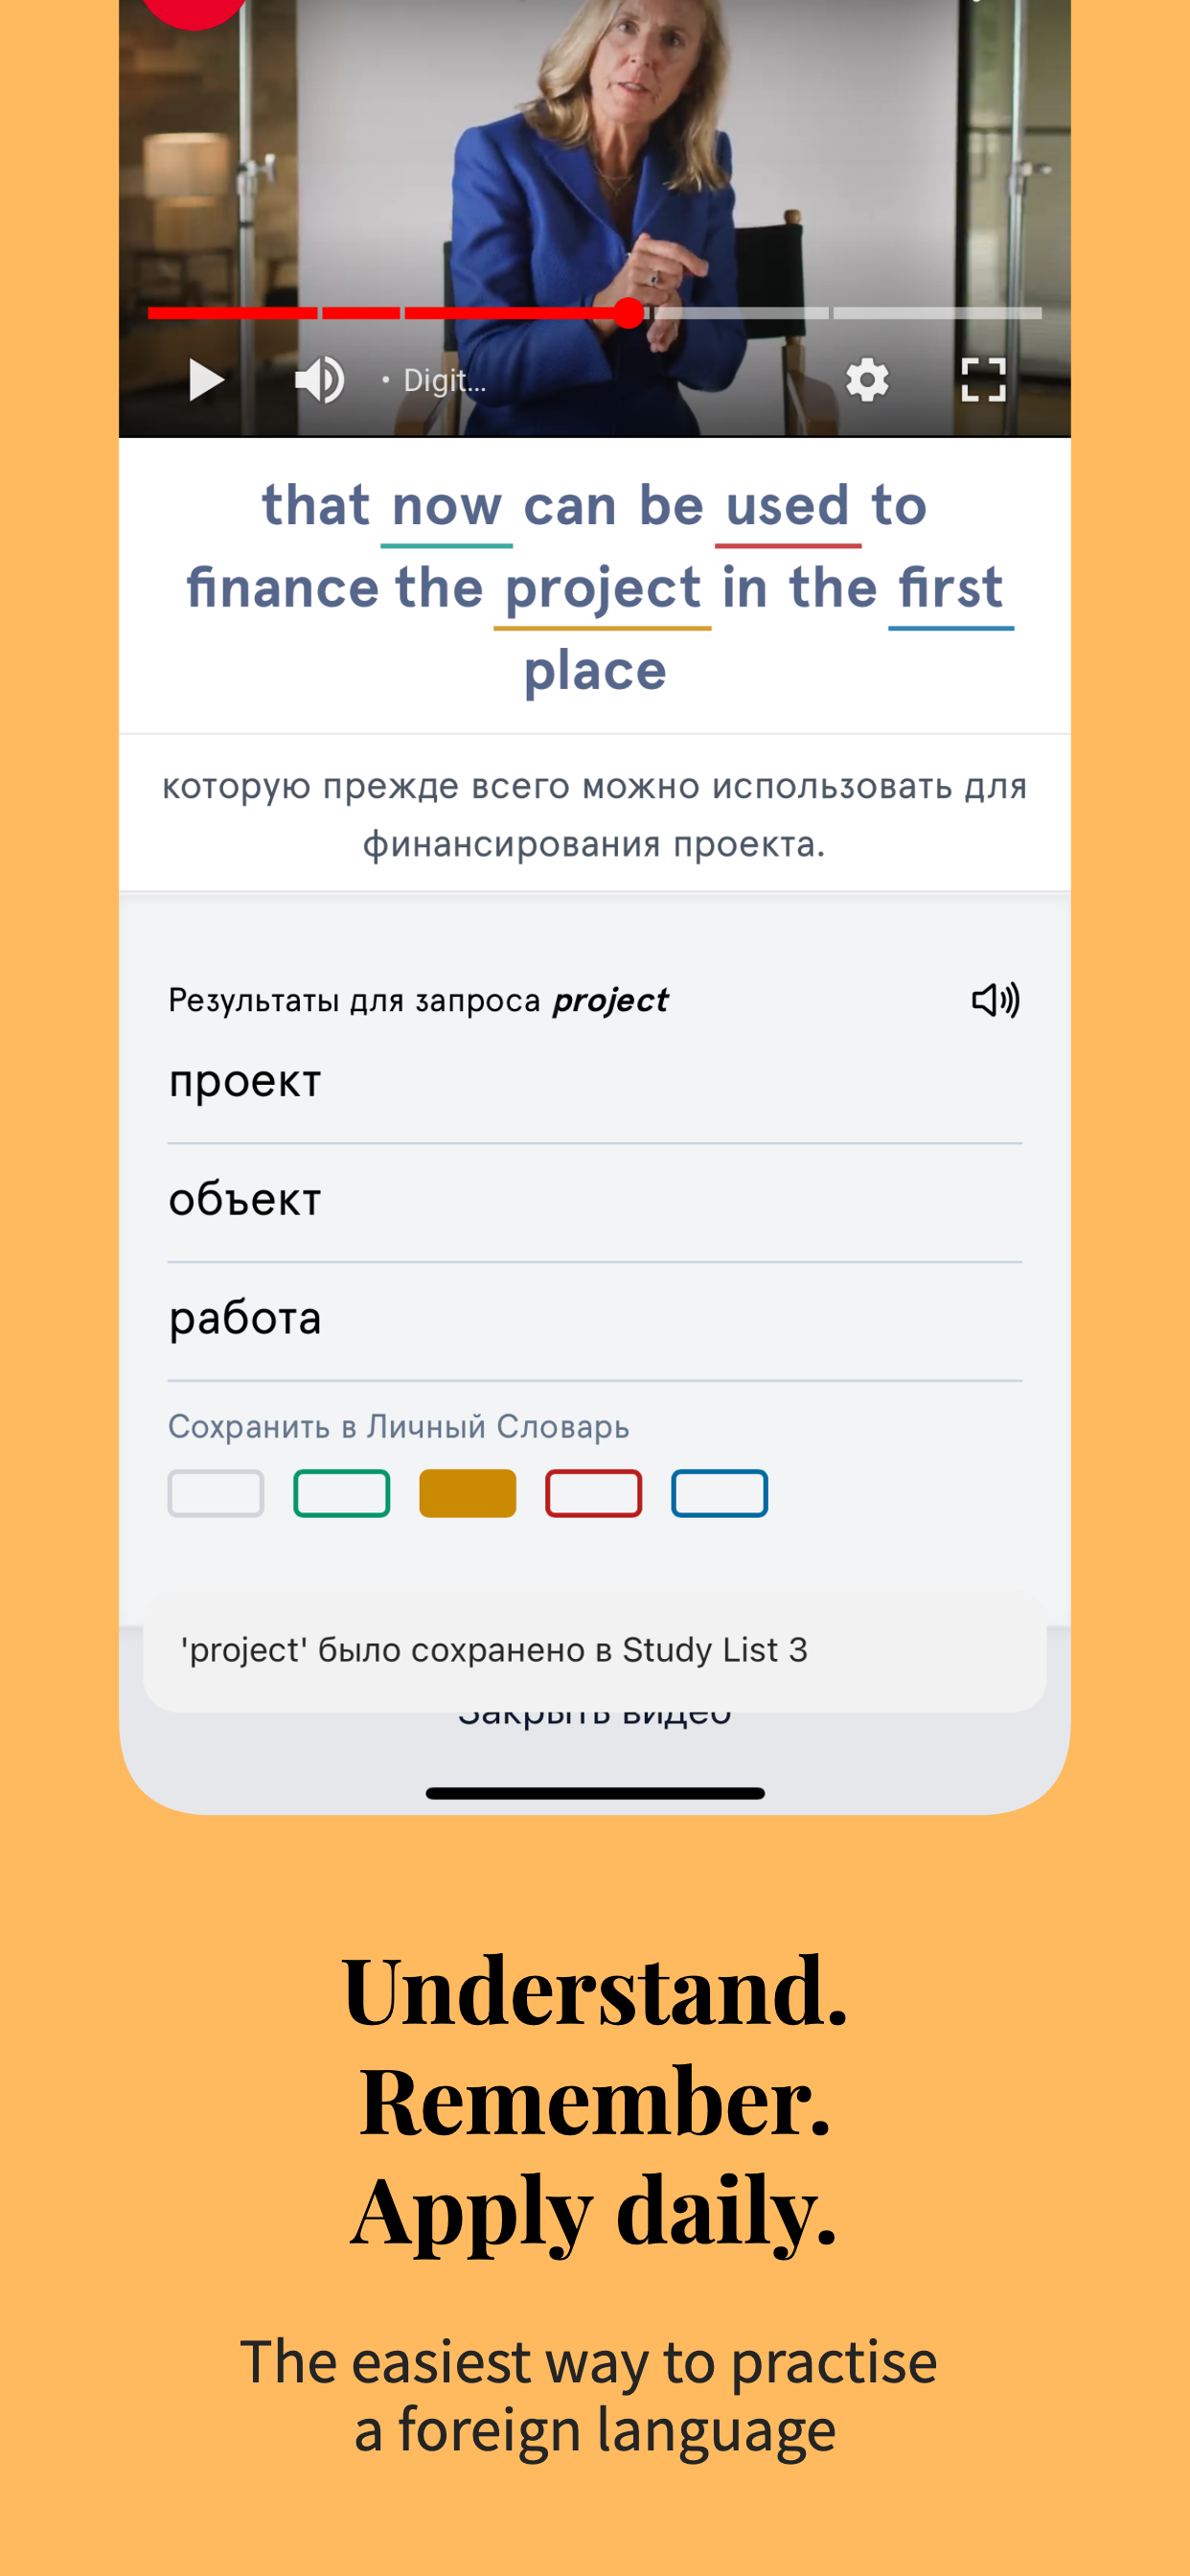 • Digit...
that now can be used to
finance the project in the first
place
которую прежде всего можно использовать для
финансирования проекта.
Результаты для запроса project
проект
объект
работа
Сохранить в Личный Словарь
'project' было сохранено в Study List 3
Закрыть видео
Understand.
Remember.
Apply daily.
The easiest way to practise
a foreign language